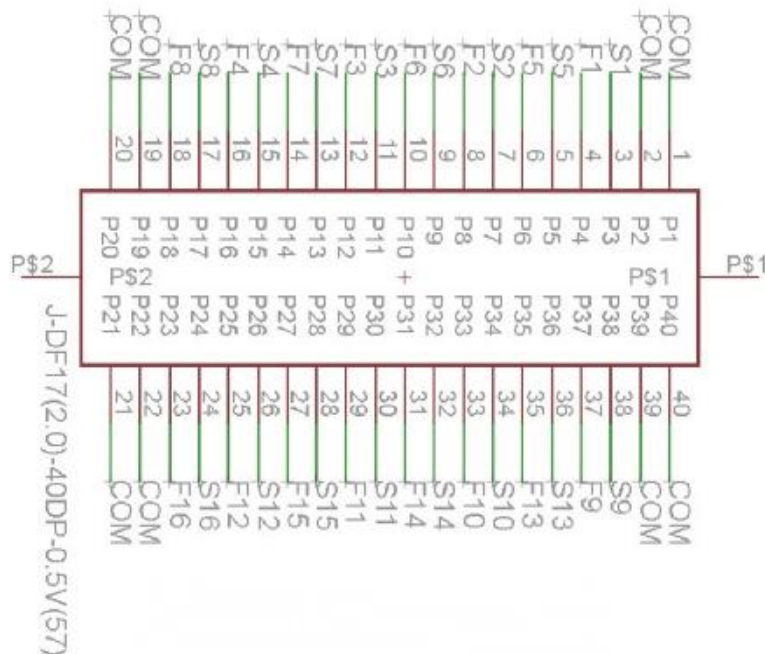 COM COM F8 S8 F4 S4 F7 S7 F3 S3 F6 S6 F2 S2 F5 S5 F1 S1 COM COM
20 19 18 17 16 15 14 13 12 11 10 9 8 7 6 5 4 3 2 1
P20 P19 P18 P17 P16 P15 P14 P13 P12 P11 P10 P9 P8 P7 P6 P5 P4 P3 P2 P1
P$2 P$2 P$1 P$1
P21 P22 P23 P24 P25 P26 P27 P28 P29 P30 P31 P32 P33 P34 P35 P36 P37 P38 P39 P40
21 22 23 24 25 26 27 28 29 30 31 32 33 34 35 36 37 38 39 40
COM COM F16 S16 F12 S12 F15 S15 F11 S11 F14 S14 F10 S10 F13 S13 F9 S9 COM COM
J-DF17(2.0)-40DP-0.5V(57)